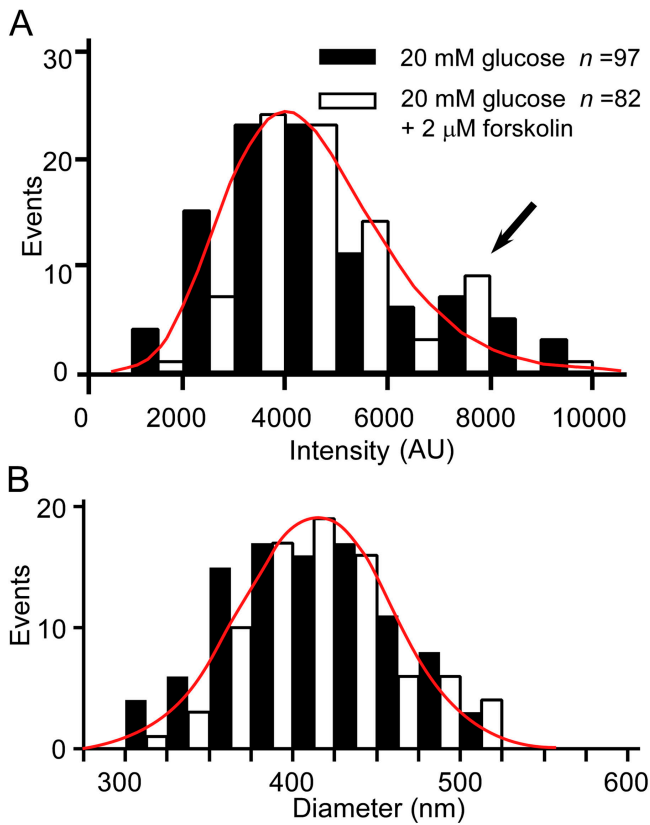 A
30
20
10
0
Events
20 mM glucose n =97
20 mM glucose n =82
+ 2 μM forskolin
0 2000 4000 6000 8000 10000
Intensity (AU)
B
20
10
0
Events
300 400 500 600
Diameter (nm)